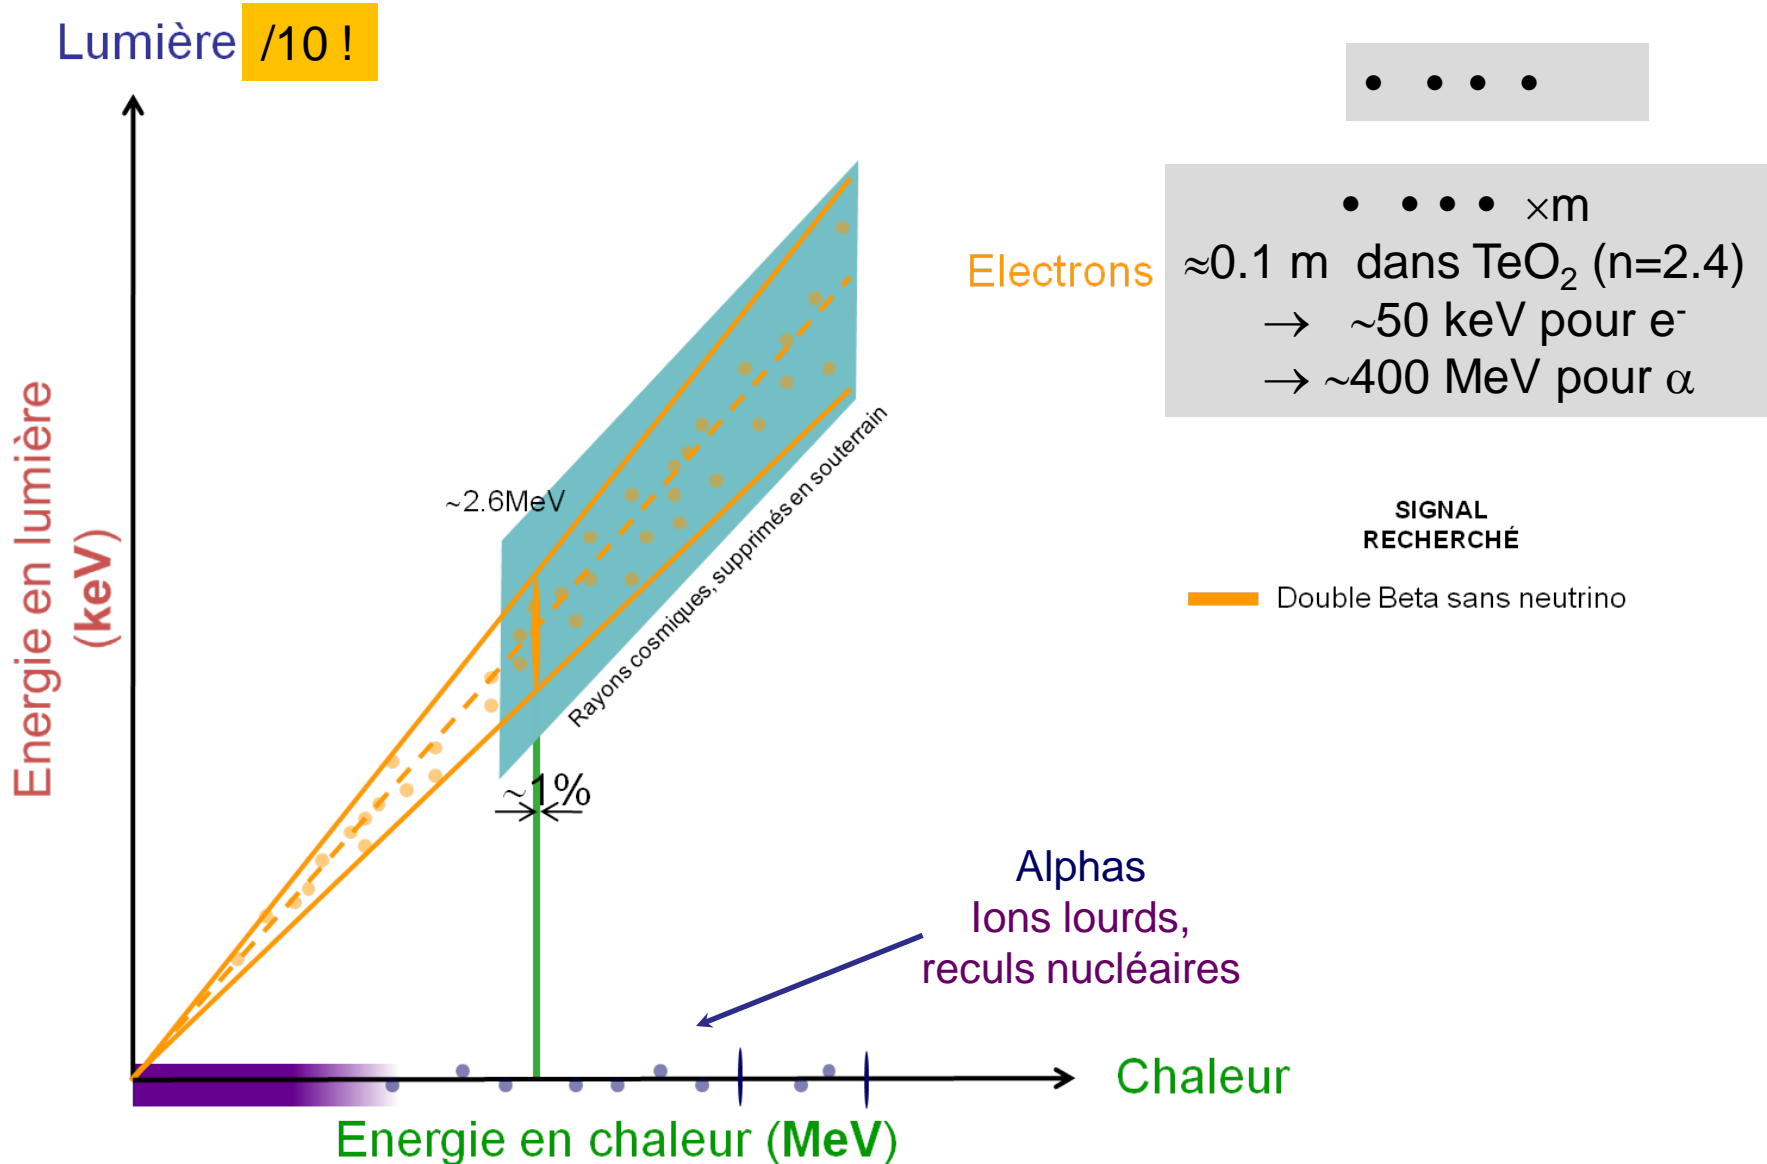 Lumière /10 !
• • • •
• • • • ×m
Electrons
≈0.1 m dans TeO2 (n=2.4)
→ ~50 keV pour e-
→ ~400 MeV pour α
Energie en lumière
(keV)
~2.6MeV
Rayons cosmiques, supprimés en souterrain
SIGNAL
RECHERCHÉ
Double Beta sans neutrino
~1%
Alphas
Ions lourds,
reculs nucléaires
Chaleur
Energie en chaleur (MeV)